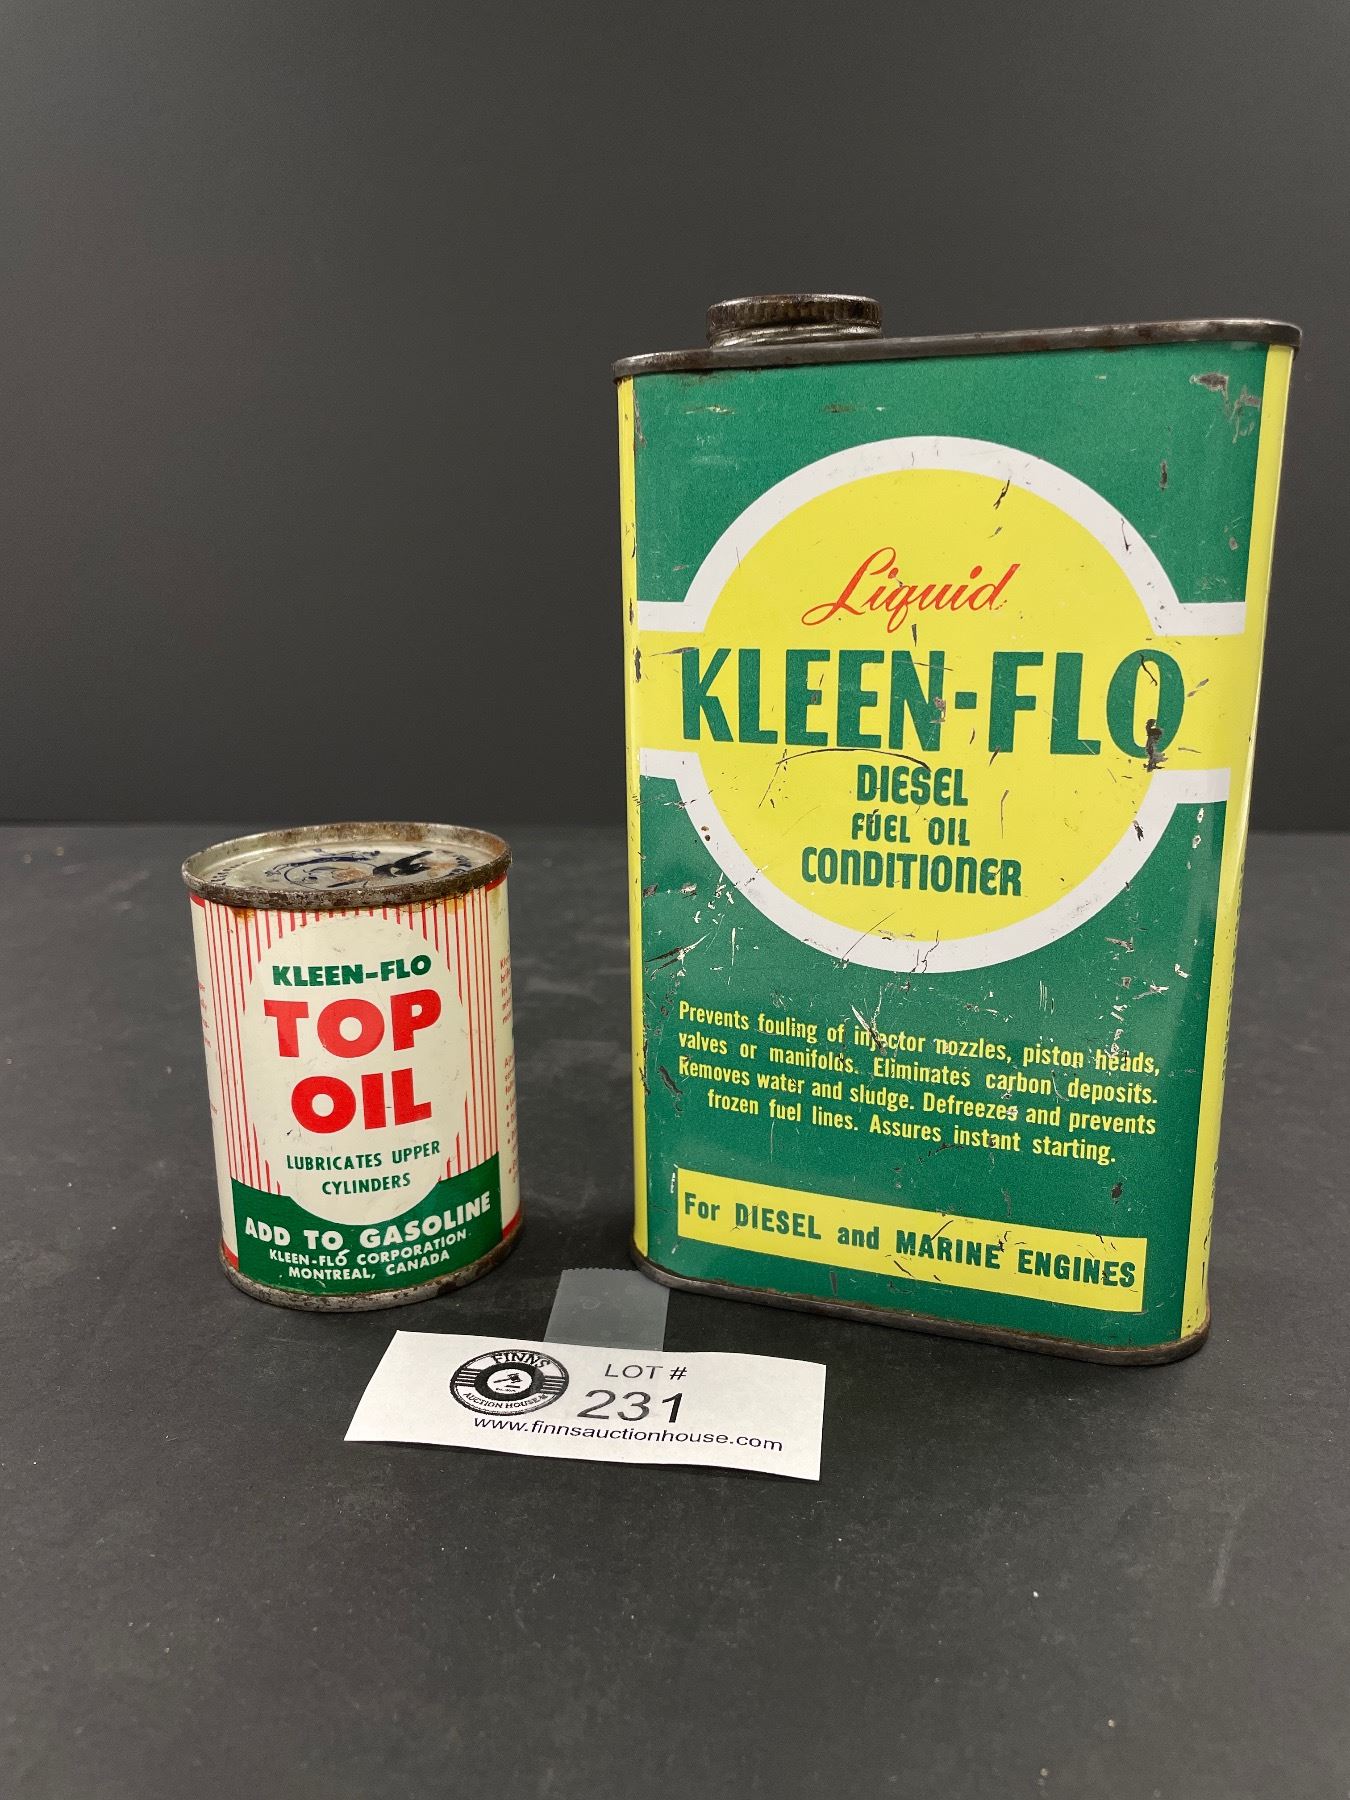 Liquid
KLEEN-FLO
DIESEL
FUEL OIL
CONDITIONER
Prevents fouling of injector nozzles, piston heads,
valves or manifolds. Eliminates carbon deposits.
Removes water and sludge. Defreezes and prevents
frozen fuel lines. Assures instant starting.
For DIESEL and MARINE ENGINES
KLEEN-FLO
TOP
OIL
LUBRICATES UPPER
CYLINDERS
ADD TO GASOLINE
KLEEN-FLO CORPORATION
MONTREAL, CANADA
FINNS
AUCTION HOUSE
LOT #
231
www.finnsauctionhouse.com